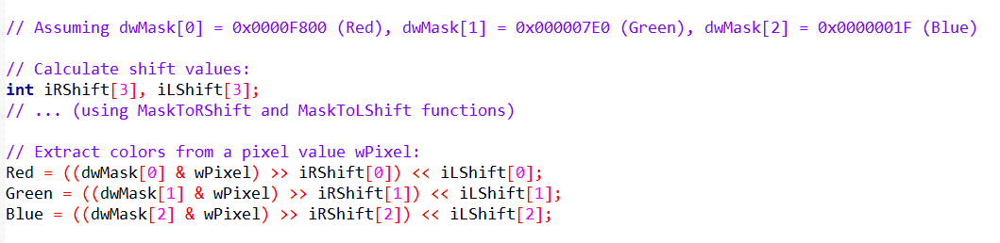 // Assuming dwMask[0] = 0x0000F800 (Red), dwMask[1] = 0x000007E0 (Green), dwMask[2] = 0x0000001F (Blue)
// Calculate shift values:
int iRShift[3], iLShift[3];
// ... (using MaskToRShift and MaskToLShift functions)
// Extract colors from a pixel value wPixel:
Red = ((dwMask[0] & wPixel) >> iRShift[0]) << iLShift[0];
Green = ((dwMask[1] & wPixel) >> iRShift[1]) << iLShift[1];
Blue = ((dwMask[2] & wPixel) >> iRShift[2]) << iLShift[2];